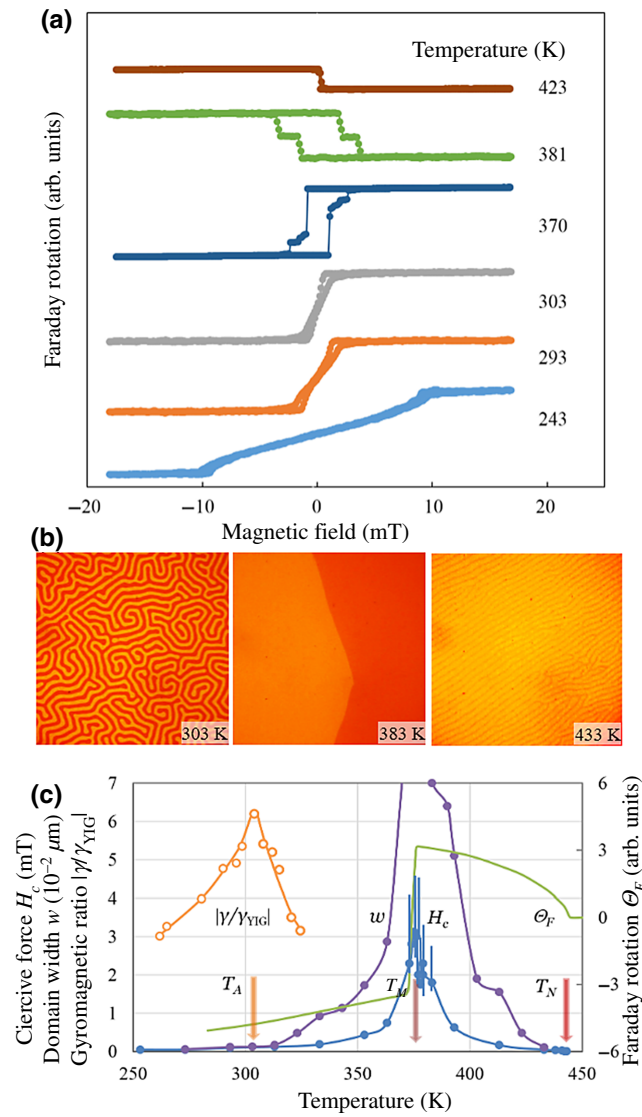 (a)
Temperature (K)
423
381
370
303
293
243
Faraday rotation (arb. units)
−20
−10
0
10
20
Magnetic field (mT)
(b)
303 K
383 K
433 K
(c)
7
6
5
4
3
2
1
0
Ciercive force Hc (mT)
Domain width w (10⁻² μm)
Gyromagnetic ratio |γ/γYIG|
|γ/γYIG|
w
Hc
ΘF
TA
TM
TN
6
3
0
−3
−6
Faraday rotation ΘF (arb. units)
250
300
350
400
450
Temperature (K)